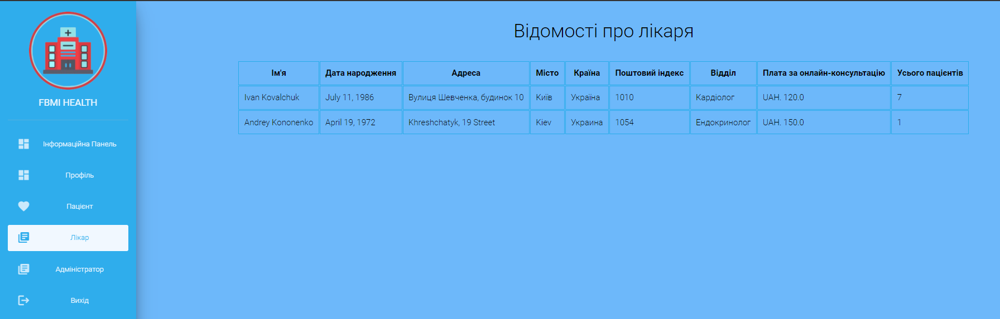 FBMI HEALTH
Інформаційна Панель
Профіль
Пацієнт
Лікар
Адміністратор
Вихід
Відомості про лікаря
Ім'я Дата народження Адреса Місто Країна Поштовий індекс Відділ Плата за онлайн-консультацію Усього пацієнтів
Ivan Kovalchuk July 11, 1986 Вулиця Шевченка, будинок 10 Київ Україна 1010 Кардіолог UAH. 120.0 7
Andrey Kononenko April 19, 1972 Khreshchatyk, 19 Street Kiev Украина 1054 Ендокринолог UAH. 150.0 1